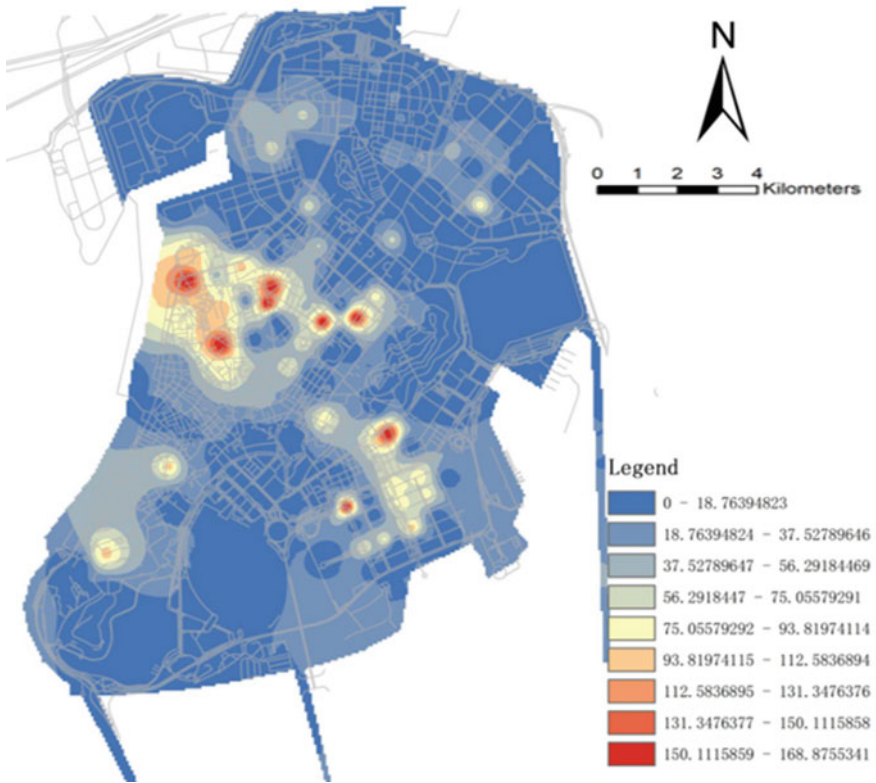 N
0 1 2 3 4
Kilometers
Legend
0 - 18.76394823
18.76394824 - 37.52789646
37.52789647 - 56.29184469
56.2918447 - 75.05579291
75.05579292 - 93.81974114
93.81974115 - 112.5836894
112.5836895 - 131.3476376
131.3476377 - 150.1115858
150.1115859 - 168.8755341